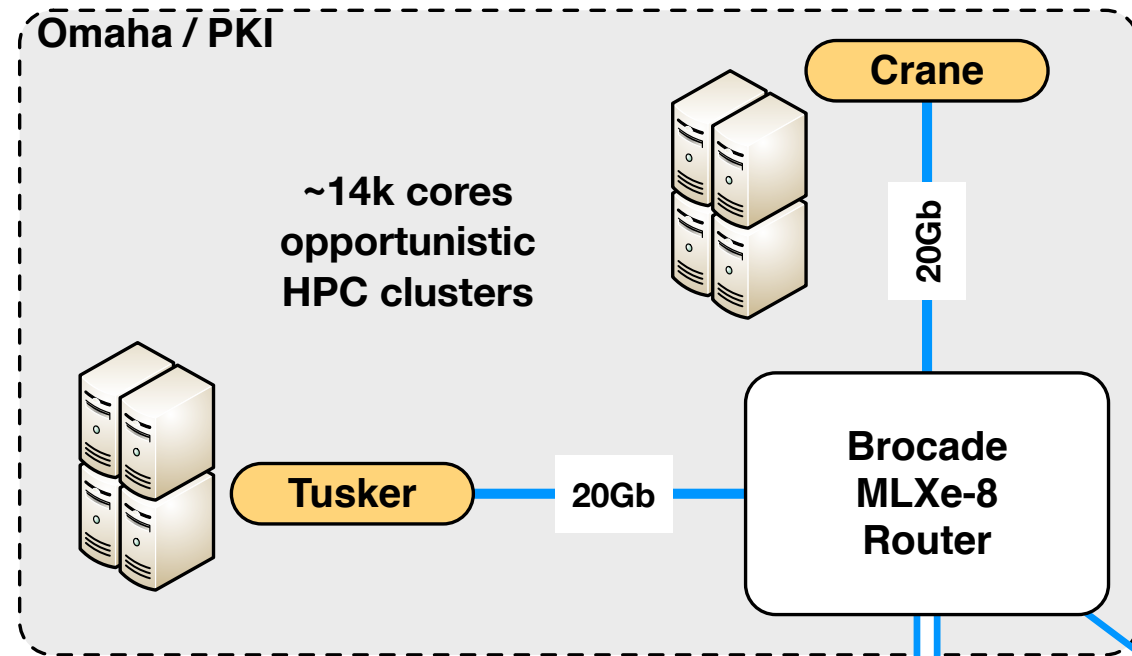 Omaha / PKI
Crane
~14k cores
opportunistic
HPC clusters
20Gb
Tusker
20Gb
Brocade
MLXe-8
Router